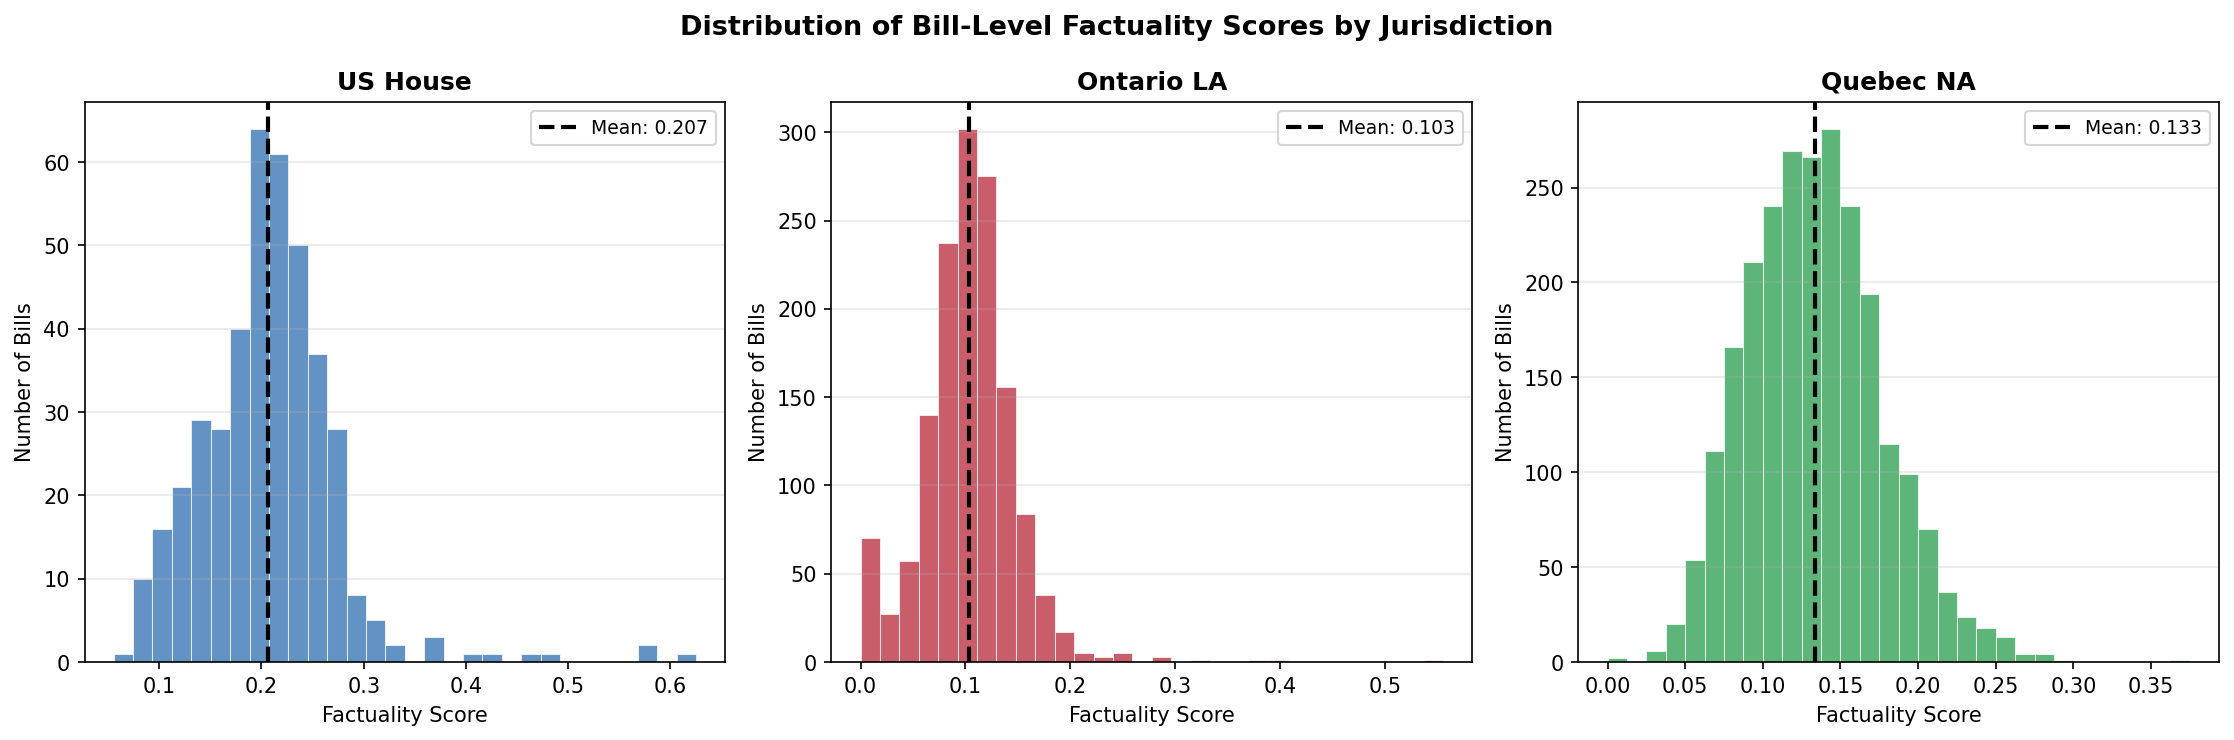 Distribution of Bill-Level Factuality Scores by Jurisdiction
US House
Mean: 0.207
Number of Bills
60
50
40
30
20
10
0
0.1 0.2 0.3 0.4 0.5 0.6
Factuality Score
Ontario LA
Mean: 0.103
Number of Bills
300
250
200
150
100
50
0
0.0 0.1 0.2 0.3 0.4 0.5
Factuality Score
Quebec NA
Mean: 0.133
Number of Bills
250
200
150
100
50
0
0.00 0.05 0.10 0.15 0.20 0.25 0.30 0.35
Factuality Score